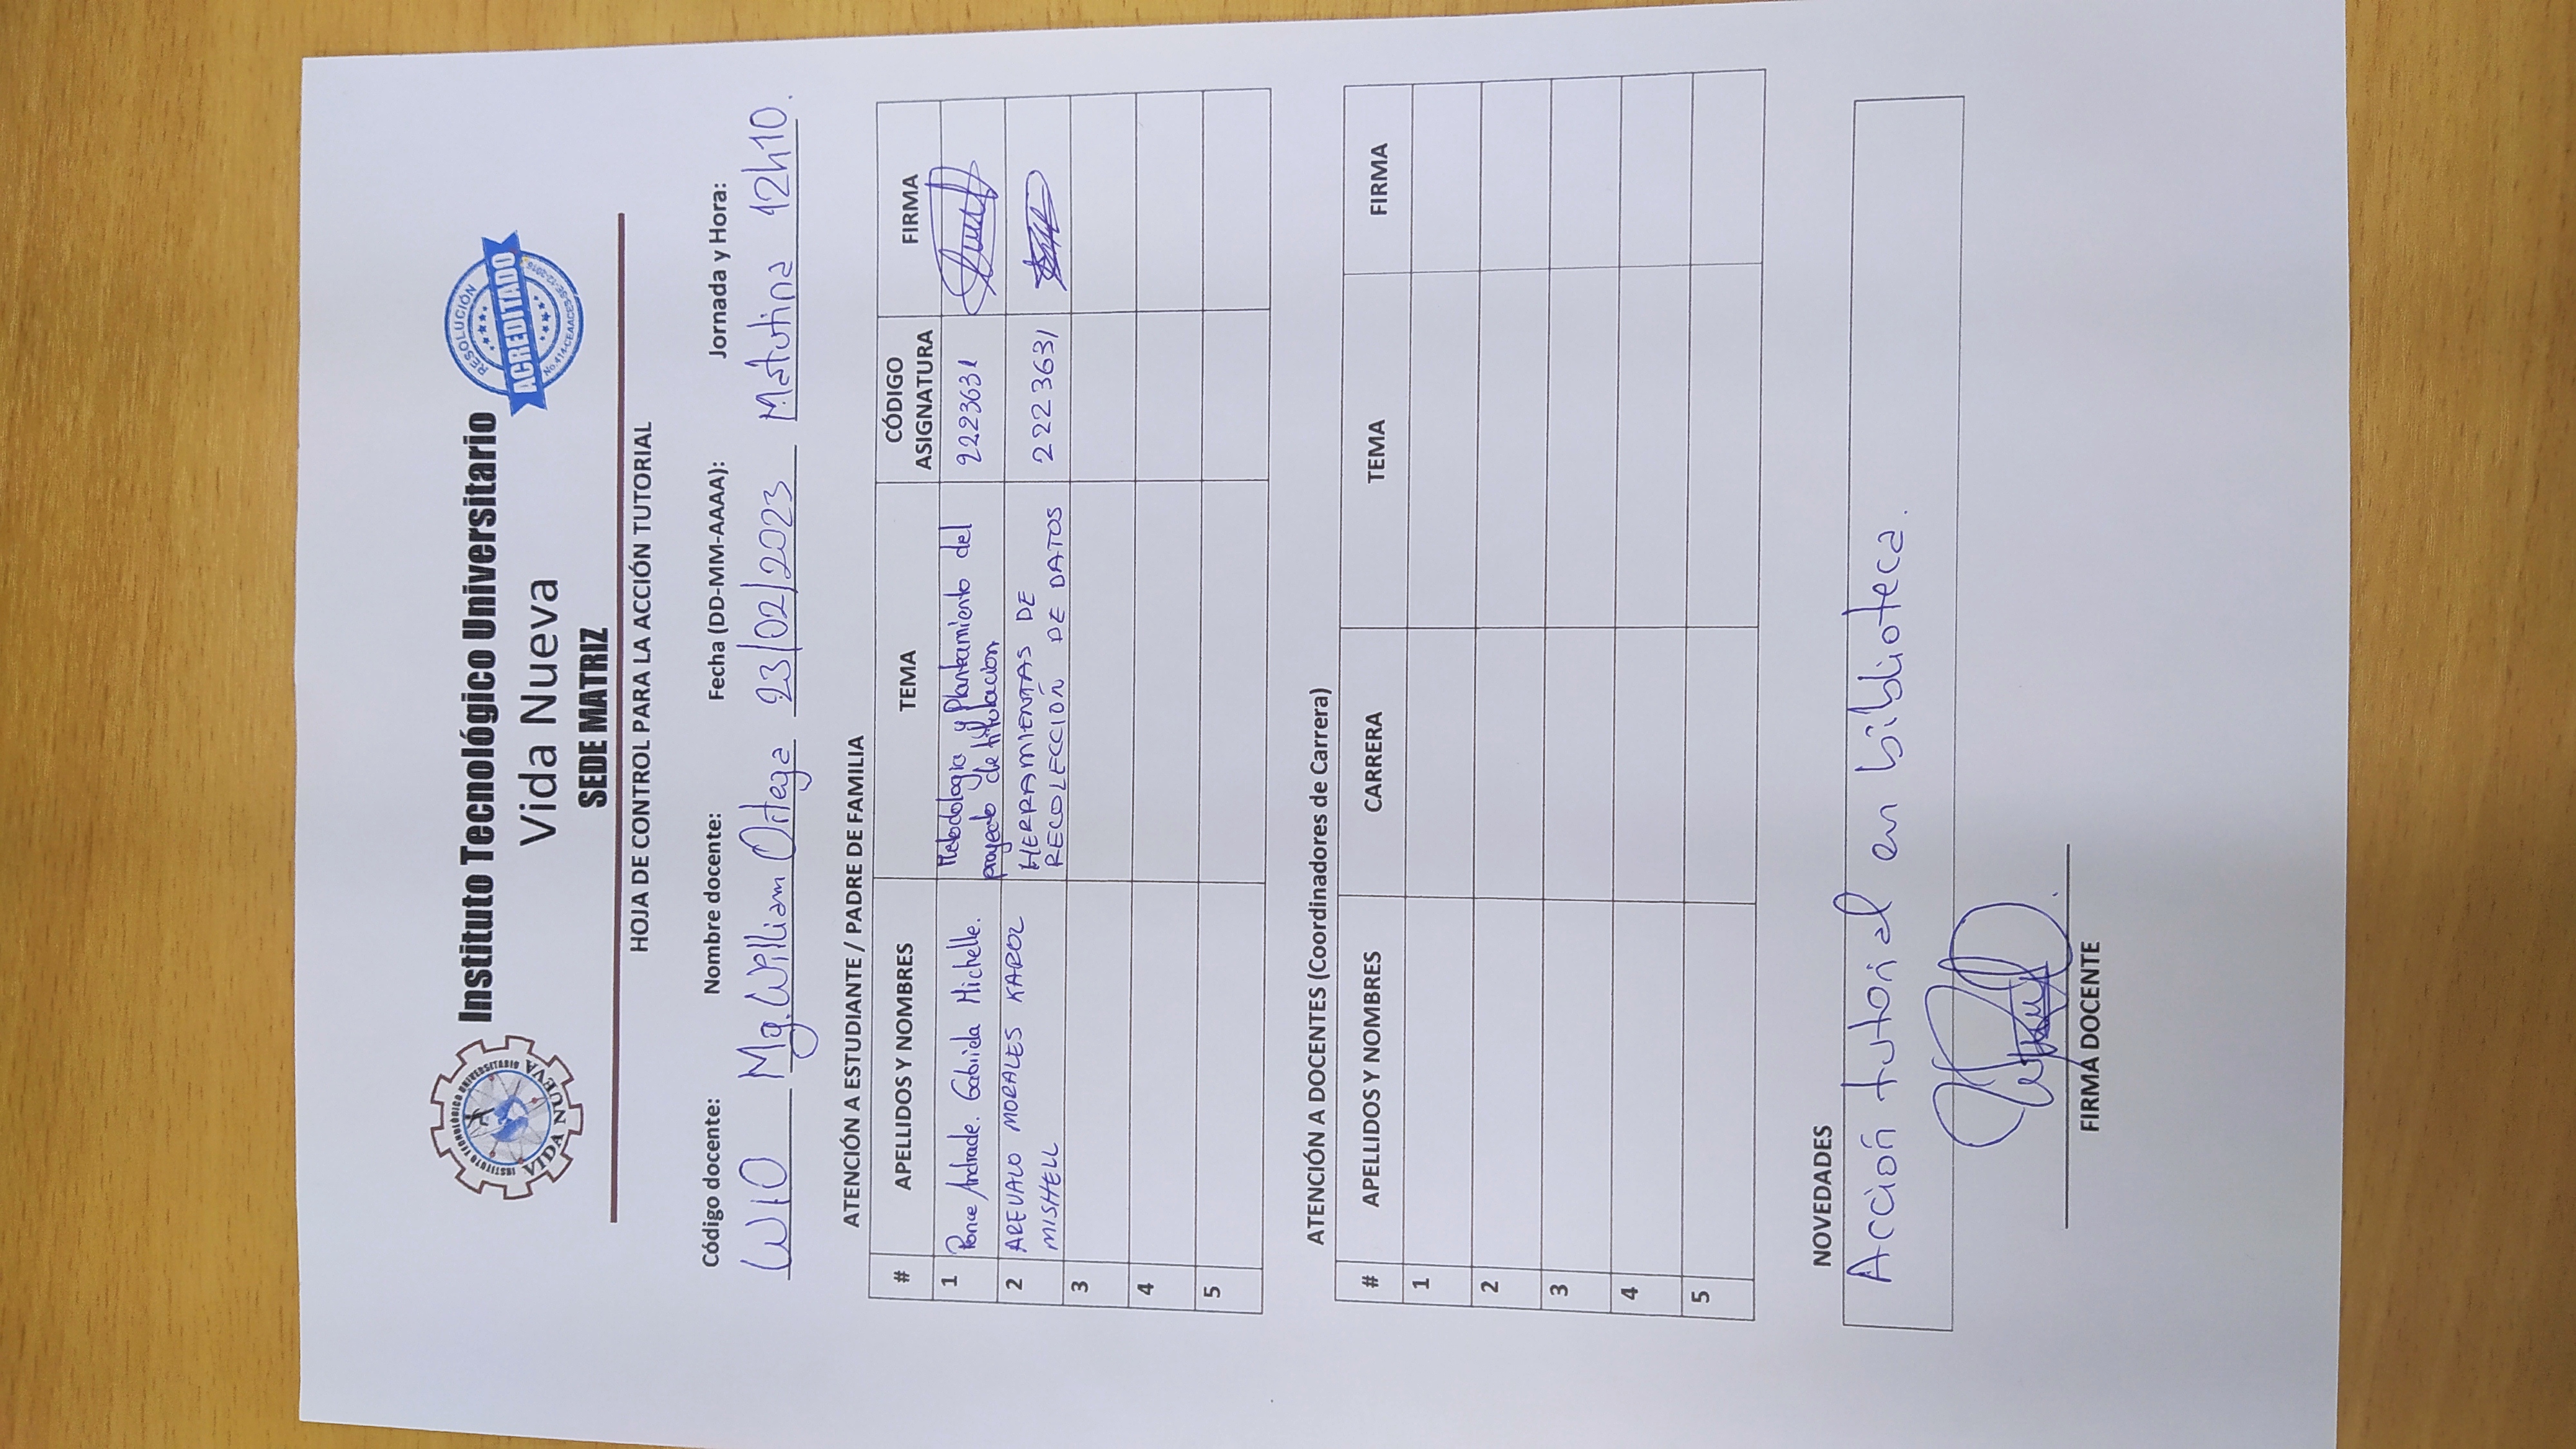 INSTITUTO TECNOLÓGICO UNIVERSITARIO
VIDA NUEVA
Instituto Tecnológico Universitario
Vida Nueva
SEDE MATRIZ
RESOLUCIÓN
ACREDITADO
No.414-CEAACES-SE-12-2016
HOJA DE CONTROL PARA LA ACCIÓN TUTORIAL
Código docente: Nombre docente: Fecha (DD-MM-AAAA): Jornada y Hora:
WIO Mg. William Ortega 23/02/2023 Matutina 12h10.
ATENCIÓN A ESTUDIANTE / PADRE DE FAMILIA
# APELLIDOS Y NOMBRES TEMA CÓDIGO ASIGNATURA FIRMA
1 Ponce Andrade. Gabriela Michelle. Metodologia y Planteamiento del proyecto de titulacion 2223631
2 AREVALO MORALES KAROL MISHELL HERRAMIENTAS DE RECOLECCIÓN DE DATOS 2223631
3
4
5
ATENCIÓN A DOCENTES (Coordinadores de Carrera)
# APELLIDOS Y NOMBRES CARRERA TEMA FIRMA
1
2
3
4
5
NOVEDADES
Acción tutorial en biblioteca.
FIRMA DOCENTE